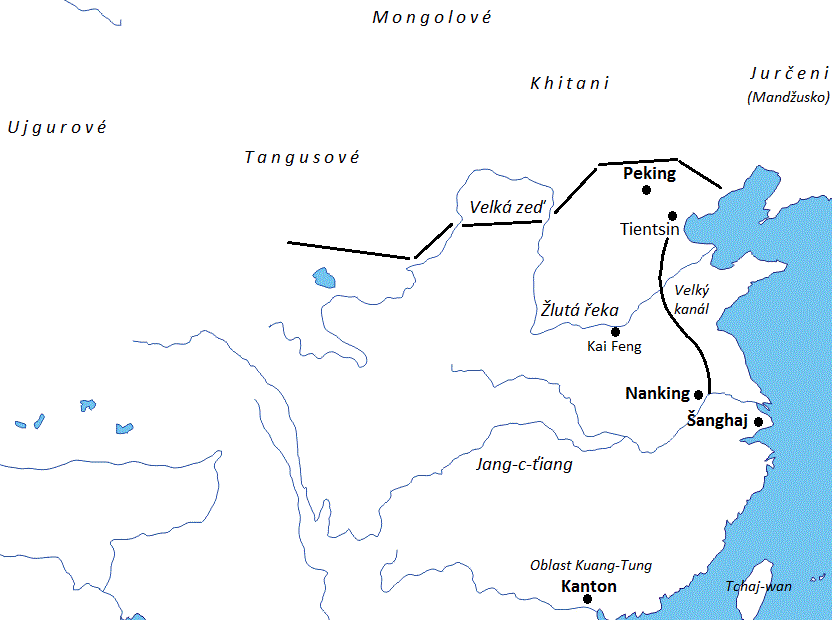 Mongolové
Khitani
Jurčeni
(Mandžusko)
Ujgurové
Tangusové
Peking
Velká zeď
Tientsin
Velký
kanál
Žlutá řeka
Kai Feng
Nanking
Šanghaj
Jang-c-ťiang
Oblast Kuang-Tung
Kanton
Tchaj-wan